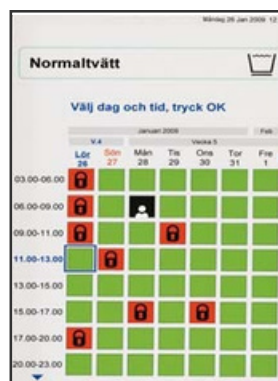 Måndag 26 Jan 2009 12
Normaltvätt
Välj dag och tid, tryck OK
Januari 2009 Feb
V.4 Vecka 5
Lör Sön Mån Tis Ons Tor Fre
26 27 28 29 30 31 1
03.00-06.00
06.00-09.00
09.00-11.00
11.00-13.00
13.00-15.00
15.00-17.00
17.00-20.00
20.00-23.00